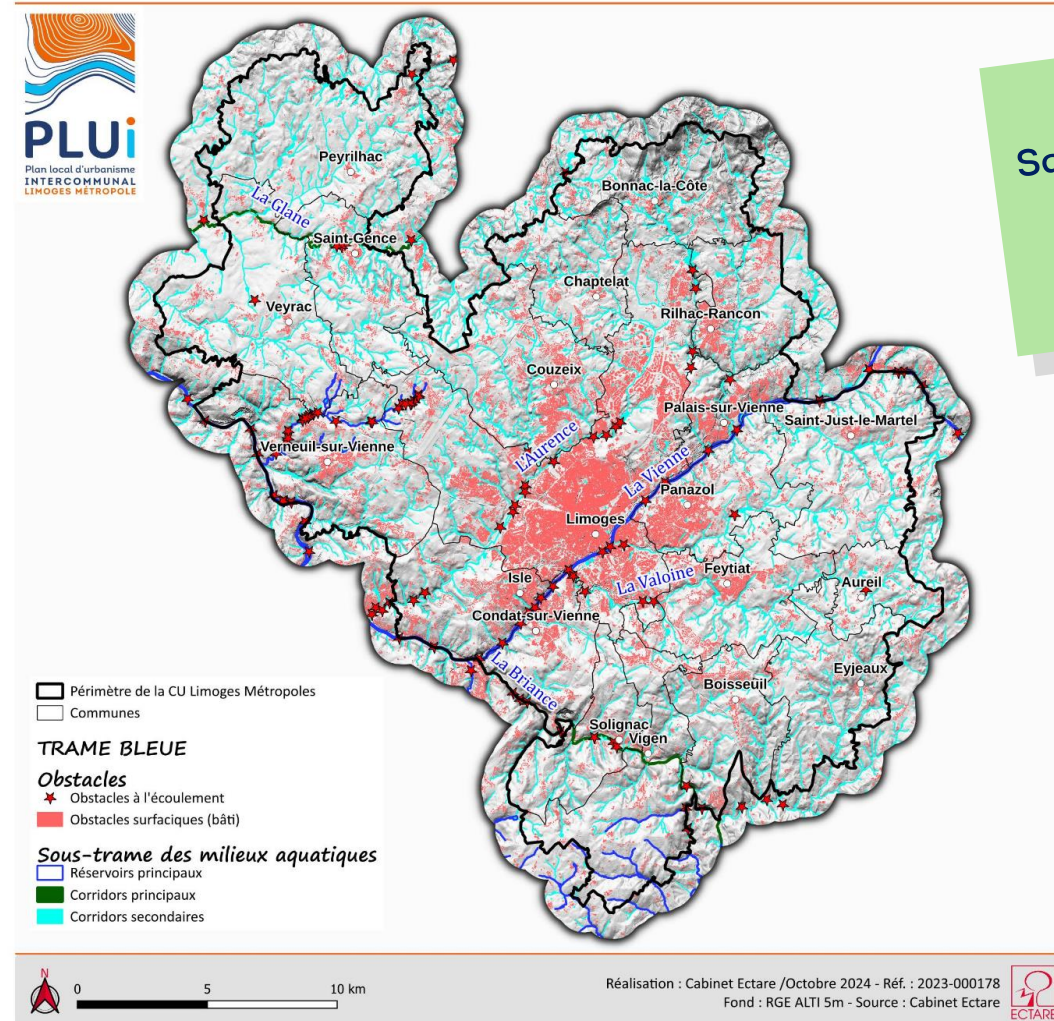 PLUi
Plan local d'urbanisme
INTERCOMMUNAL
LIMOGES MÉTROPOLE
Peyrilhac
Bonnac-la-Côte
La Glane
Saint-Gence
Chaptelat
Veyrac
Rilhac-Rancon
Couzeix
Palais-sur-Vienne
Saint-Just-le-Martel
L'Aurence
Verneuil-sur-Vienne
La Vienne
Panazol
Limoges
Isle
La Valoine
Feytiat
Aureil
Condat-sur-Vienne
La Briance
Boisseuil
Eyjeaux
Solignac
Vigen
Périmètre de la CU Limoges Métropoles
Communes
TRAME BLEUE
Obstacles
Obstacles à l'écoulement
Obstacles surfaciques (bâti)
Sous-trame des milieux aquatiques
Réservoirs principaux
Corridors principaux
Corridors secondaires
N
0 5 10 km
Réalisation : Cabinet Ectare /Octobre 2024 - Réf. : 2023-000178
Fond : RGE ALTI 5m - Source : Cabinet Ectare
ECTARE